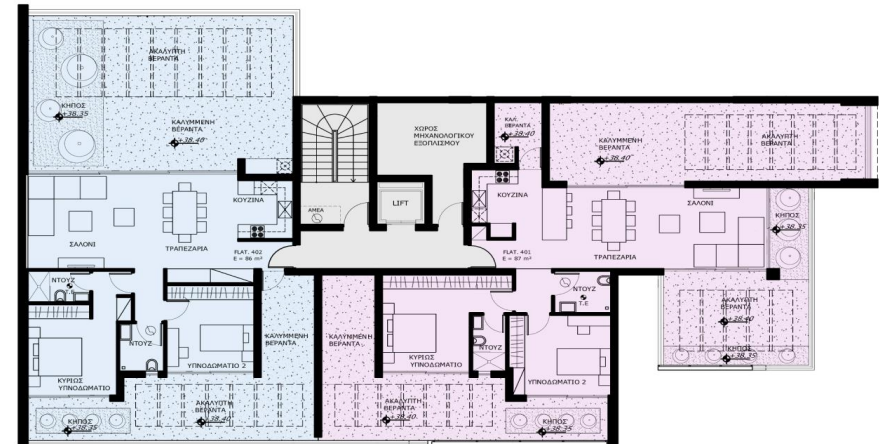 ΑΚΑΛΥΠΤΗ
ΒΕΡΑΝΤΑ
ΚΗΠΟΣ
+38.35
ΚΑΛΥΜΜΕΝΗ
ΒΕΡΑΝΤΑ
+38.40
ΚΟΥΖΙΝΑ
ΣΑΛΟΝΙ
ΤΡΑΠΕΖΑΡΙΑ
FLAT. 402
E = 86 m²
ΑΜΕΑ
LIFT
ΧΩΡΟΣ
ΜΗΧΑΝΟΛΟΓΙΚΟΥ
ΕΞΟΠΛΙΣΜΟΥ
ΚΑΛ.
ΒΕΡΑΝΤΑ
+39.40
ΚΑΛΥΜΜΕΝΗ
ΒΕΡΑΝΤΑ
+38.40
ΑΚΑΛΥΠΤΗ
ΒΕΡΑΝΤΑ
ΚΟΥΖΙΝΑ
ΣΑΛΟΝΙ
ΚΗΠΟΣ
+38.35
ΤΡΑΠΕΖΑΡΙΑ
FLAT. 401
E = 87 m²
ΝΤΟΥΖ
Τ.Ε
ΝΤΟΥΖ
Τ.Ε
ΑΚΑΛΥΠΤΗ
ΒΕΡΑΝΤΑ
+38.40
ΚΗΠΟΣ
+38.35
ΝΤΟΥΖ
ΚΥΡΙΩΣ
ΥΠΝΟΔΩΜΑΤΙΟ
ΥΠΝΟΔΩΜΑΤΙΟ 2
ΚΑΛΥΜΜΕΝΗ
ΒΕΡΑΝΤΑ
ΚΑΛΥΜΜΕΝΗ
ΒΕΡΑΝΤΑ
ΚΥΡΙΩΣ
ΥΠΝΟΔΩΜΑΤΙΟ
ΝΤΟΥΖ
ΥΠΝΟΔΩΜΑΤΙΟ 2
ΚΗΠΟΣ
+38.35
ΑΚΑΛΥΠΤΗ
ΒΕΡΑΝΤΑ
+38.40
ΑΚΑΛΥΠΤΗ
ΒΕΡΑΝΤΑ
+38.40
ΚΗΠΟΣ
+38.35